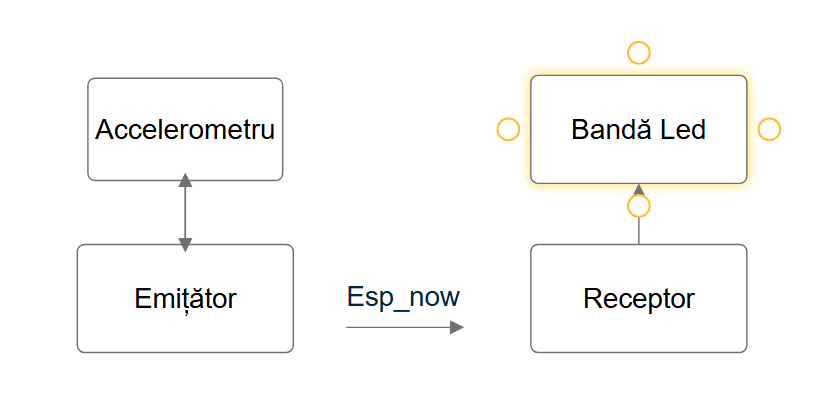 Accelerometru
Bandă Led
Emițător
Esp_now
Receptor